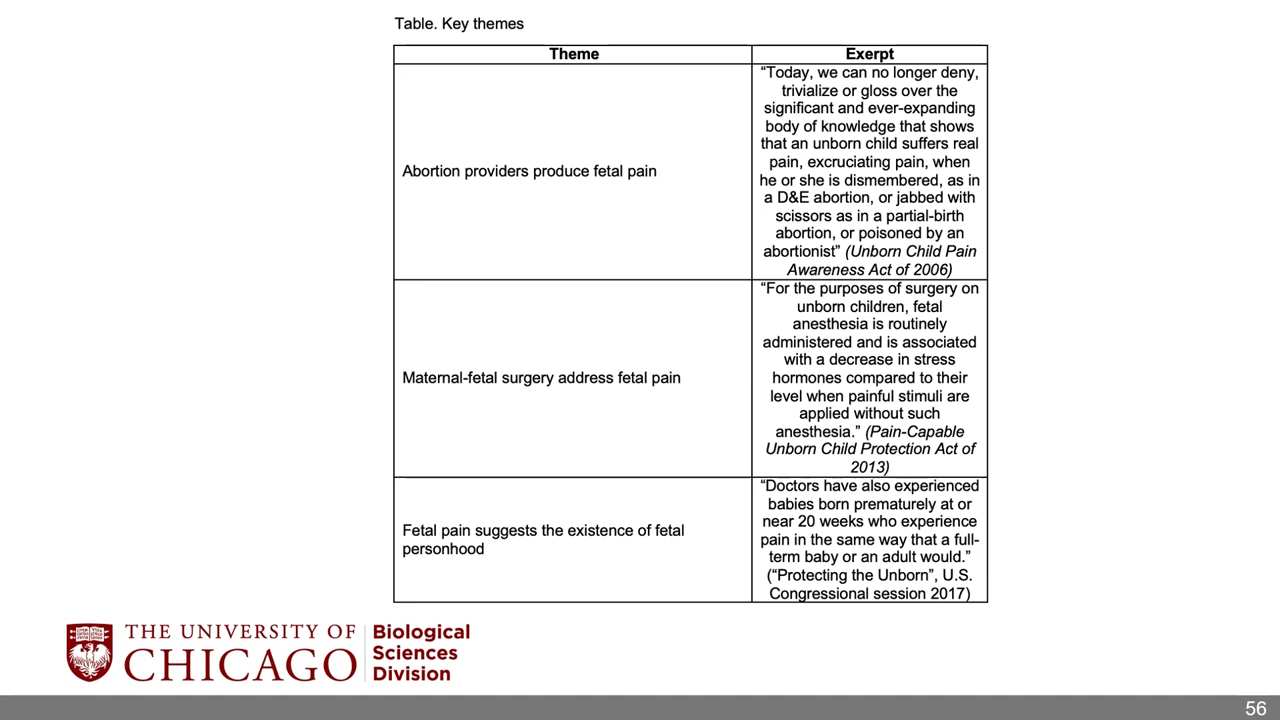 Table. Key themes
Theme
Exerpt
Abortion providers produce fetal pain
“Today, we can no longer deny,
trivialize or gloss over the
significant and ever-expanding
body of knowledge that shows
that an unborn child suffers real
pain, excruciating pain, when
he or she is dismembered, as in
a D&E abortion, or jabbed with
scissors as in a partial-birth
abortion, or poisoned by an
abortionist” (Unborn Child Pain
Awareness Act of 2006)
Maternal-fetal surgery address fetal pain
“For the purposes of surgery on
unborn children, fetal
anesthesia is routinely
administered and is associated
with a decrease in stress
hormones compared to their
level when painful stimuli are
applied without such
anesthesia.” (Pain-Capable
Unborn Child Protection Act of
2013)
Fetal pain suggests the existence of fetal
personhood
“Doctors have also experienced
babies born prematurely at or
near 20 weeks who experience
pain in the same way that a full-
term baby or an adult would.”
(“Protecting the Unborn”, U.S.
Congressional session 2017)
THE UNIVERSITY OF
CHICAGO
Biological
Sciences
Division
56